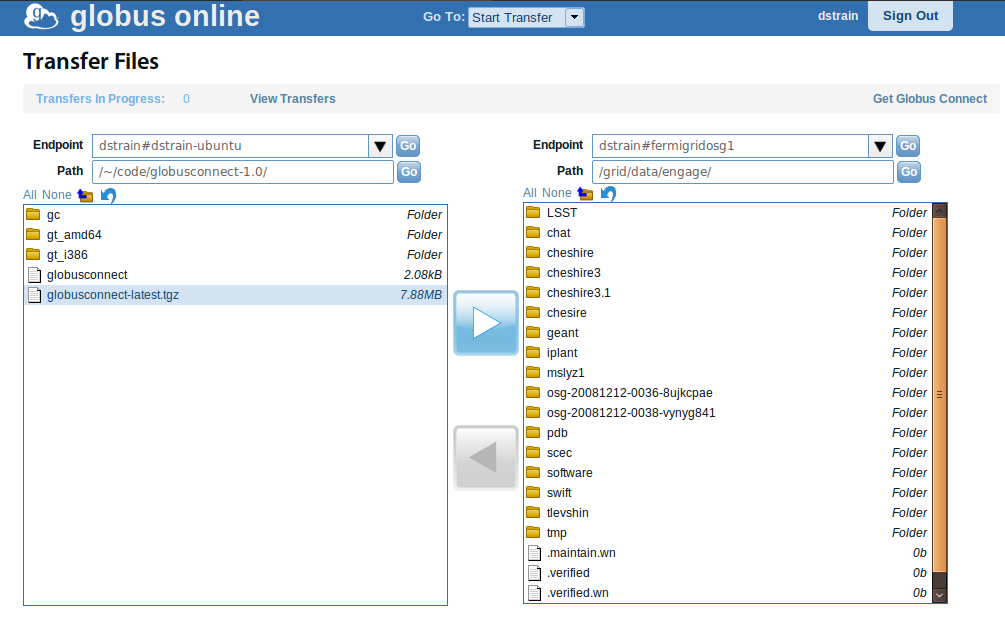 globus online
Go To: Start Transfer
dstrain
Sign Out
Transfer Files
Transfers In Progress: 0
View Transfers
Get Globus Connect
Endpoint dstrain#dstrain-ubuntu Go
Path /~/code/globusconnect-1.0/ Go
All None
gc Folder
gt_amd64 Folder
gt_i386 Folder
globusconnect 2.08kB
globusconnect-latest.tgz 7.88MB
Endpoint dstrain#fermigridosg1 Go
Path /grid/data/engage/ Go
All None
LSST Folder
chat Folder
cheshire Folder
cheshire3 Folder
cheshire3.1 Folder
chesire Folder
geant Folder
iplant Folder
mslyz1 Folder
osg-20081212-0036-8ujkcpae Folder
osg-20081212-0038-vynyg841 Folder
pdb Folder
scec Folder
software Folder
swift Folder
tlevshin Folder
tmp Folder
.maintain.wn 0b
.verified 0b
.verified.wn 0b